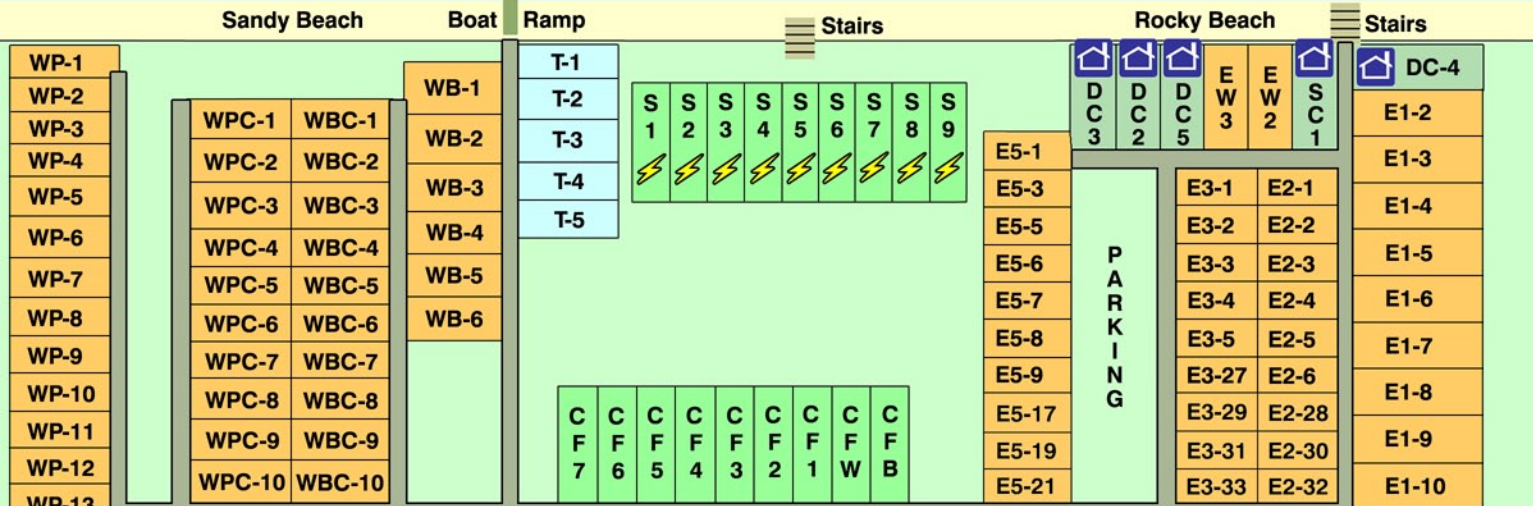 Sandy Beach
Boat Ramp
Stairs
Rocky Beach
Stairs
WP-1
WP-2
WP-3
WP-4
WP-5
WP-6
WP-7
WP-8
WP-9
WP-10
WP-11
WP-12
WP-13
WPC-1 WBC-1
WPC-2 WBC-2
WPC-3 WBC-3
WPC-4 WBC-4
WPC-5 WBC-5
WPC-6 WBC-6
WPC-7 WBC-7
WPC-8 WBC-8
WPC-9 WBC-9
WPC-10 WBC-10
WB-1
WB-2
WB-3
WB-4
WB-5
WB-6
T-1
T-2
T-3
T-4
T-5
S1
S2
S3
S4
S5
S6
S7
S8
S9
CF7
CF6
CF5
CF4
CF3
CF2
CF1
CFW
CFB
E5-1
E5-3
E5-5
E5-6
E5-7
E5-8
E5-9
E5-17
E5-19
E5-21
DC3
DC2
DC5
EW3
EW2
SC1
PARKING
E3-1 E2-1
E3-2 E2-2
E3-3 E2-3
E3-4 E2-4
E3-5 E2-5
E3-27 E2-6
E3-29 E2-28
E3-31 E2-30
E3-33 E2-32
DC-4
E1-2
E1-3
E1-4
E1-5
E1-6
E1-7
E1-8
E1-9
E1-10